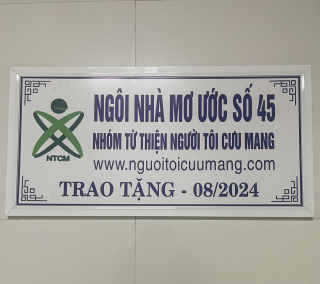 NGÔI NHÀ MƠ ƯỚC SỐ 45
NHÓM TỪ THIỆN NGƯỜI TÔI CƯU MANG
www.nguoitoicuumang.com
NTCM
TRAO TẶNG - 08/2024